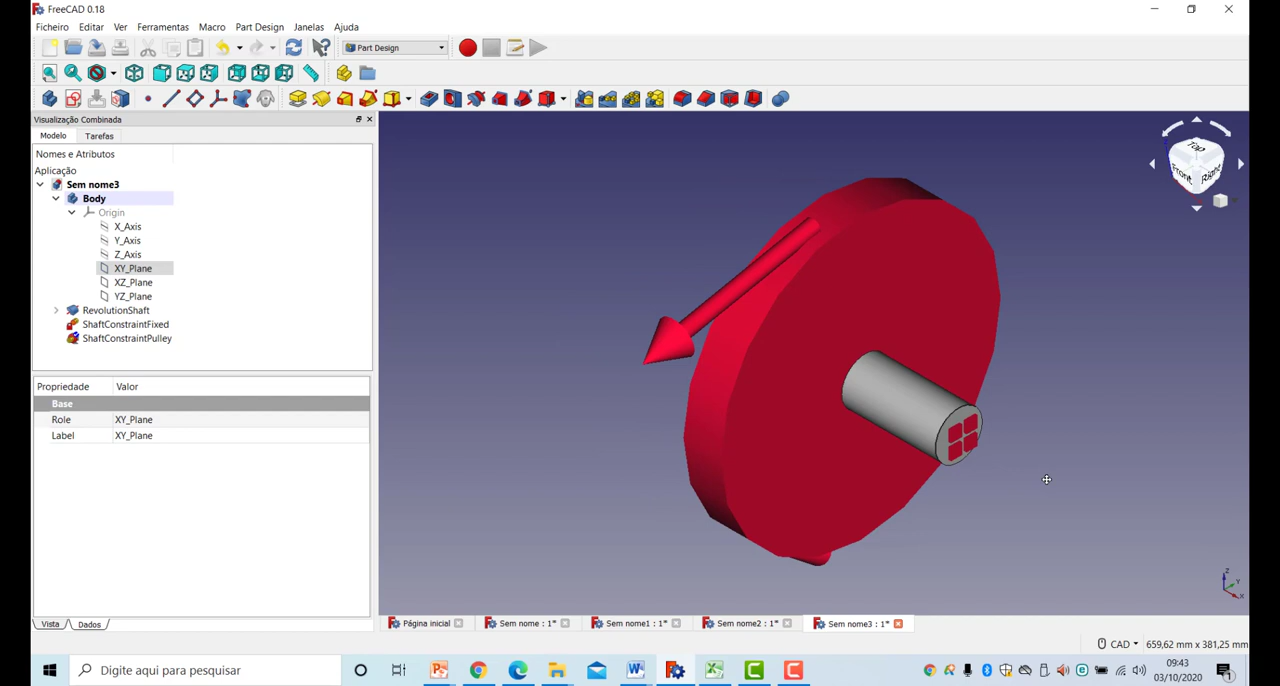 FreeCAD 0.18
Ficheiro Editar Ver Ferramentas Macro Part Design Janelas Ajuda
Part Design
Visualização Combinada
Modelo Tarefas
Nomes e Atributos
Aplicação
Sem nome3
Body
Origin
X_Axis
Y_Axis
Z_Axis
XY_Plane
XZ_Plane
YZ_Plane
RevolutionShaft
ShaftConstraintFixed
ShaftConstraintPulley
Propriedade Valor
Base
Role XY_Plane
Label XY_Plane
Vista Dados
Top
Front Right
Z
Y
X
Página inicial Sem nome : 1* Sem nome1 : 1* Sem nome2 : 1* Sem nome3 : 1*
CAD 659,62 mm x 381,25 mm
Digite aqui para pesquisar
09:43
03/10/2020